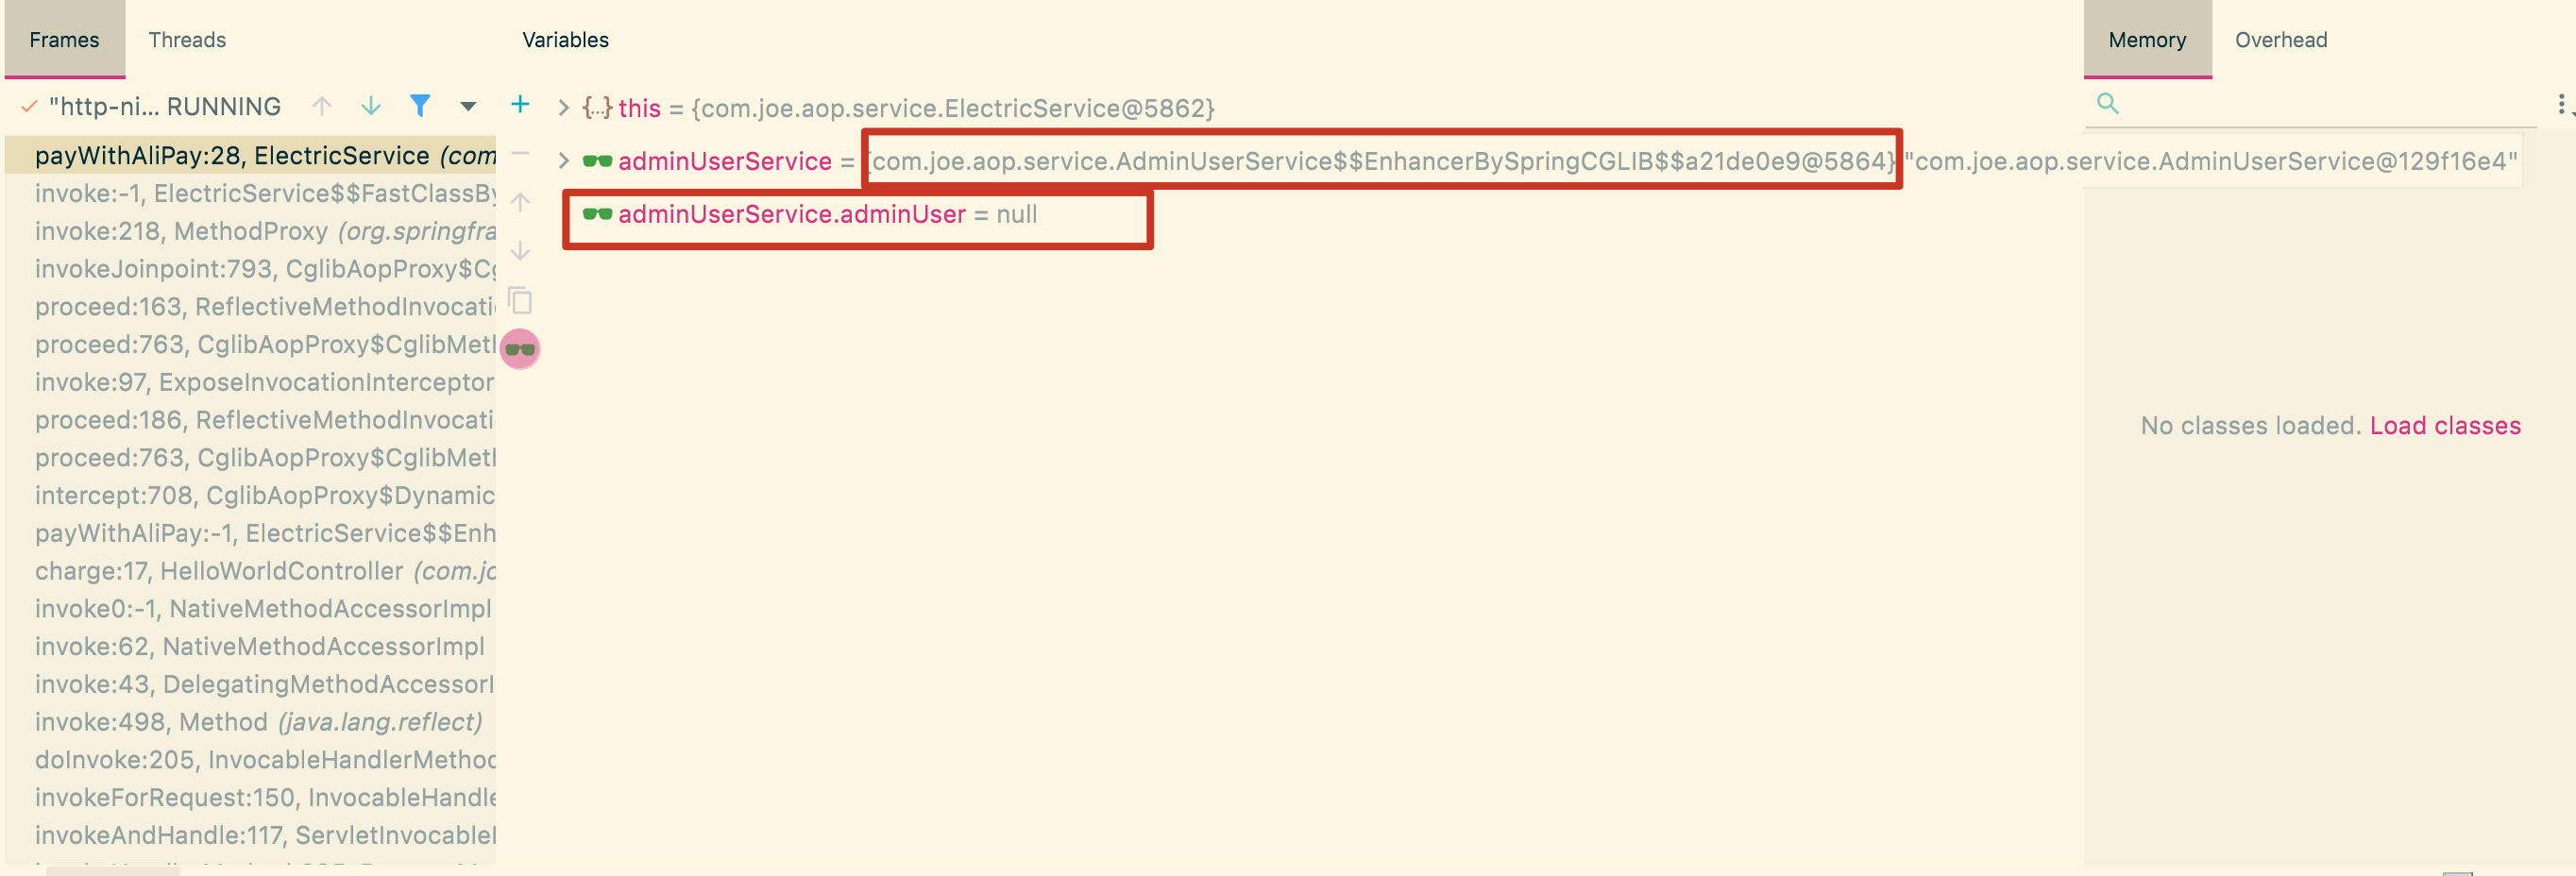 Frames Threads
"http-ni... RUNNING
payWithAliPay:28, ElectricService (com
invoke:-1, ElectricService$$FastClassBy
invoke:218, MethodProxy (org.springfra
invokeJoinpoint:793, CglibAopProxy$Cg
proceed:163, ReflectiveMethodInvocati
proceed:763, CglibAopProxy$CglibMet
invoke:97, ExposeInvocationInterceptor
proceed:186, ReflectiveMethodInvocati
proceed:763, CglibAopProxy$CglibMet
intercept:708, CglibAopProxy$Dynamic
payWithAliPay:-1, ElectricService$$Enh
charge:17, HelloWorldController (com.jo
invoke0:-1, NativeMethodAccessorImpl
invoke:62, NativeMethodAccessorImpl
invoke:43, DelegatingMethodAccessorI
invoke:498, Method (java.lang.reflect)
doInvoke:205, InvocableHandlerMethod
invokeForRequest:150, InvocableHandle
invokeAndHandle:117, ServletInvocable
Variables
{...} this = {com.joe.aop.service.ElectricService@5862}
adminUserService = {com.joe.aop.service.AdminUserService$$EnhancerBySpringCGLIB$$a21de0e9@5864} "com.joe.aop.service.AdminUserService@129f16e4"
adminUserService.adminUser = null
Memory Overhead
No classes loaded. Load classes